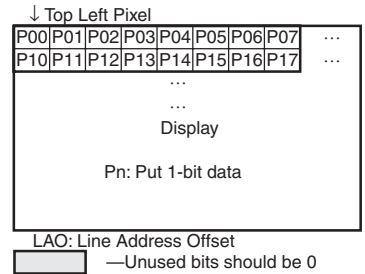 ↓ Top Left Pixel
P00 P01 P02 P03 P04 P05 P06 P07 ...
P10 P11 P12 P13 P14 P15 P16 P17 ...
...
...
Display
Pn: Put 1-bit data
LAO: Line Address Offset
—Unused bits should be 0